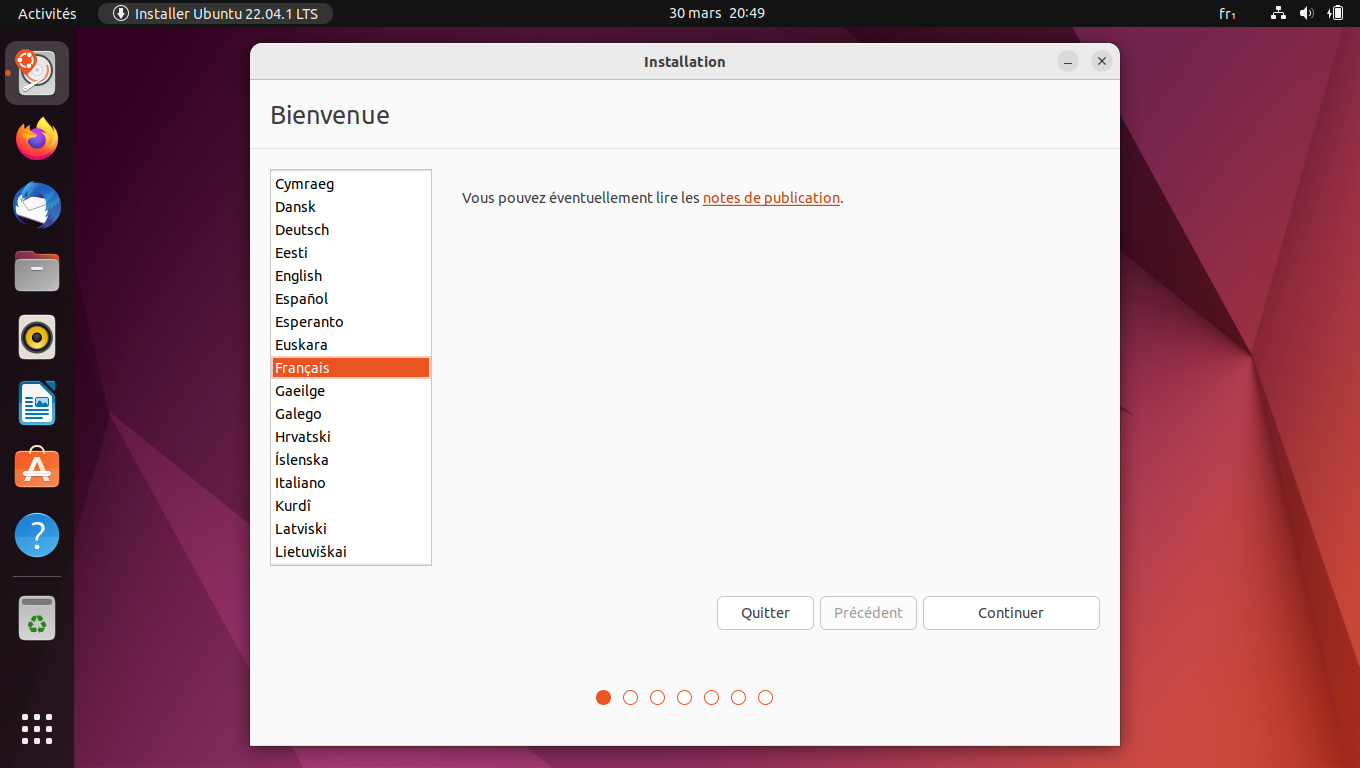 Activités
Installer Ubuntu 22.04.1 LTS
30 mars 20:49
fr₁
Installation
Bienvenue
Cymraeg
Dansk
Deutsch
Eesti
English
Español
Esperanto
Euskara
Français
Gaeilge
Galego
Hrvatski
Íslenska
Italiano
Kurdî
Latviski
Lietuviškai
Vous pouvez éventuellement lire les notes de publication.
Quitter
Précédent
Continuer